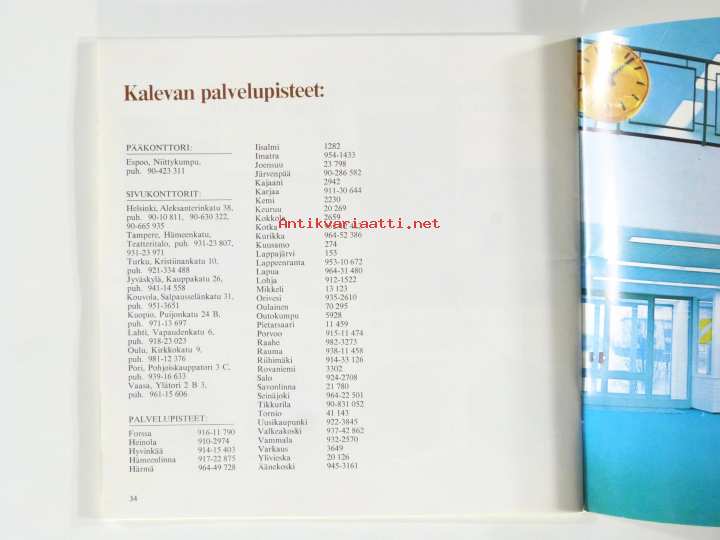 Kalevan palvelupisteet:
PÄÄKONTTORI:
Espoo, Niittykumpu,
puh. 90-423 311
SIVUKONTTORIT:
Helsinki, Aleksanterinkatu 38,
puh. 90-10 811, 90-630 322,
90-665 935
Tampere, Hämeenkatu,
Teatteritalo, puh. 931-23 807,
931-23 971
Turku, Kristiinankatu 10,
puh. 921-334 488
Jyväskylä, Kauppakatu 26,
puh. 941-14 558
Kouvola, Salpausselänkatu 31,
puh. 951-3651
Kuopio, Puijonkatu 24 B,
puh. 971-13 697
Lahti, Vapaudenkatu 6,
puh. 918-23 023
Oulu, Kirkkokatu 9,
puh. 981-12 376
Pori, Pohjoiskauppatori 3 C,
puh. 939-16 633
Vaasa, Ylätori 2 B 3,
puh. 961-15 606
PALVELUPISTEET:
Forssa 916-11 790
Heinola 910-2974
Hyvinkää 914-15 403
Hämeenlinna 917-22 875
Härmä 964-49 728
Iisalmi 1282
Imatra 954-1433
Joensuu 23 798
Järvenpää 90-286 582
Kajaani 2942
Karjaa 911-30 644
Kemi 2230
Keuruu 20 269
Kokkola 2659
Kotka
Kurikka 964-52 386
Kuusamo 274
Lappajärvi 153
Lappeenranta 953-10 672
Lapua 964-31 480
Lohja 912-1522
Mikkeli 13 123
Orivesi 935-2610
Oulainen 70 295
Outokumpu 5928
Pietarsaari 11 459
Porvoo 915-11 474
Raahe 982-3273
Rauma 938-11 458
Riihimäki 914-33 126
Rovaniemi 3302
Salo 924-2708
Savonlinna 21 780
Seinäjoki 964-22 501
Tikkurila 90-831 052
Tornio 41 143
Uusikaupunki 922-3845
Valkeakoski 937-42 862
Vammala 932-2570
Varkaus 3649
Ylivieska 20 126
Äänekoski 945-3161
34
Antikvariaatti.net